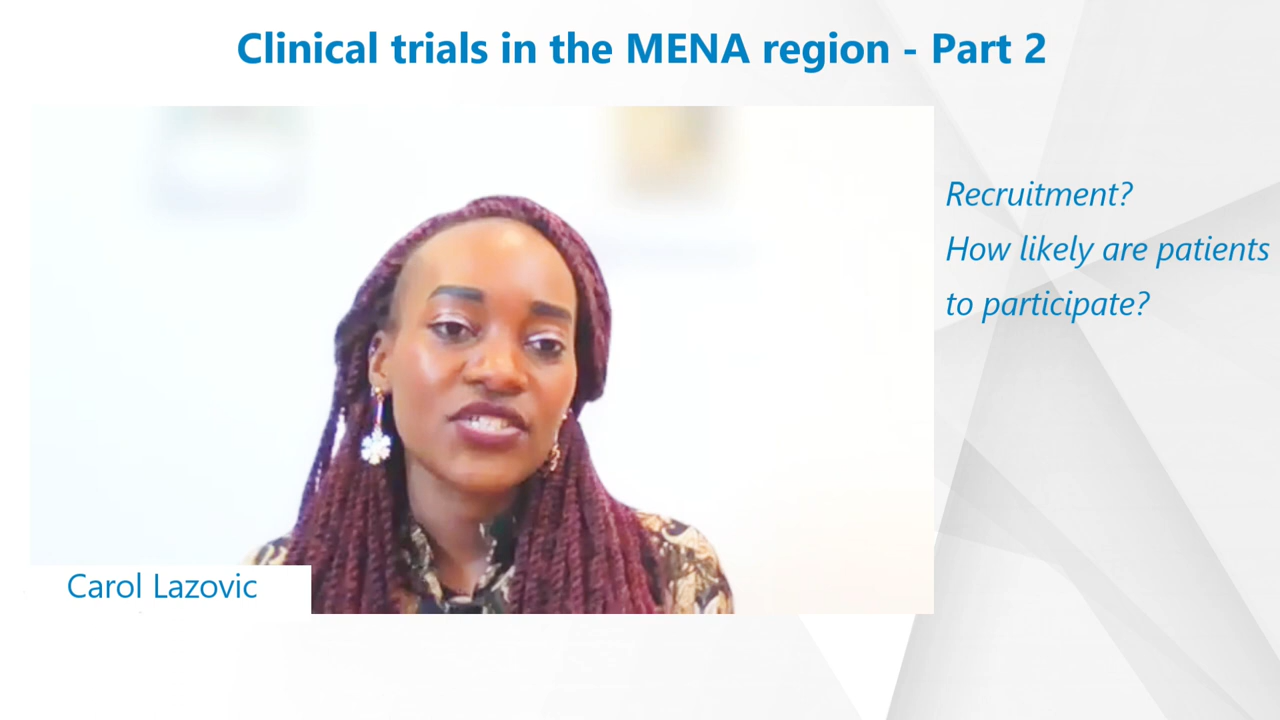 Clinical trials in the MENA region - Part 2
Recruitment?
How likely are patients
to participate?
Carol Lazovic